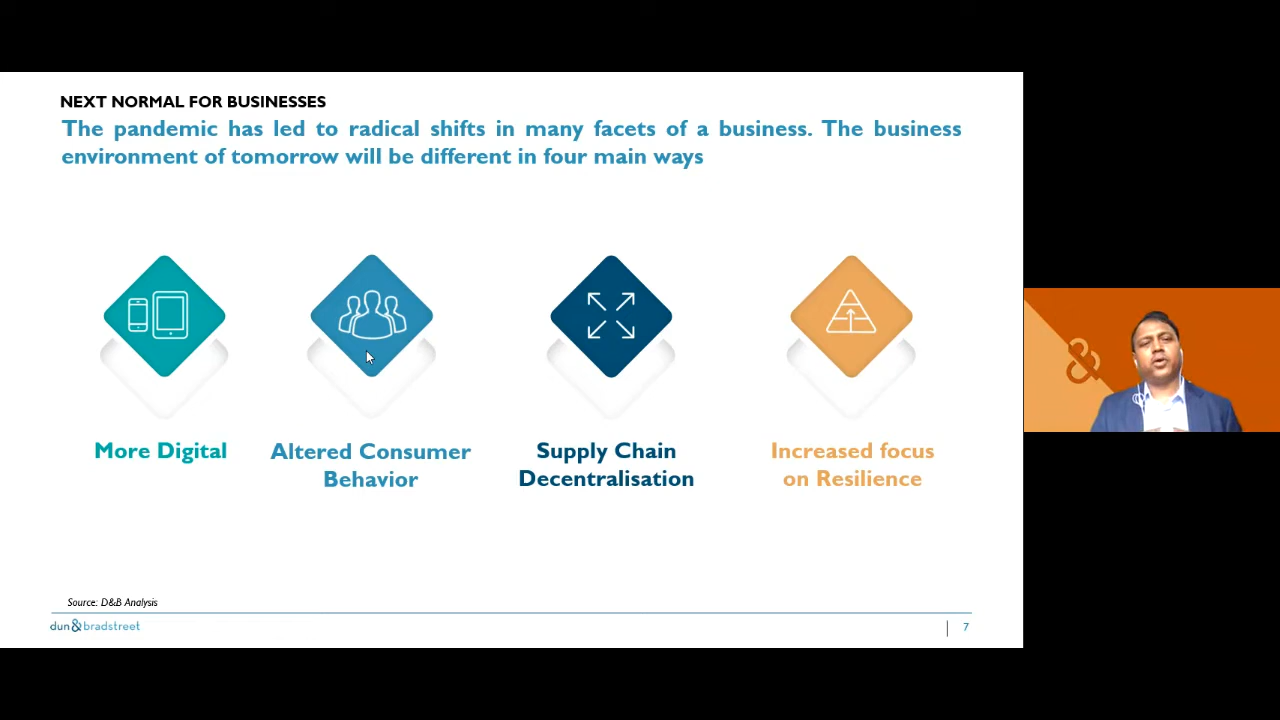 NEXT NORMAL FOR BUSINESSES
The pandemic has led to radical shifts in many facets of a business. The business
environment of tomorrow will be different in four main ways
More Digital
Altered Consumer
Behavior
Supply Chain
Decentralisation
Increased focus
on Resilience
Source: D&B Analysis
dun&bradstreet
7
&